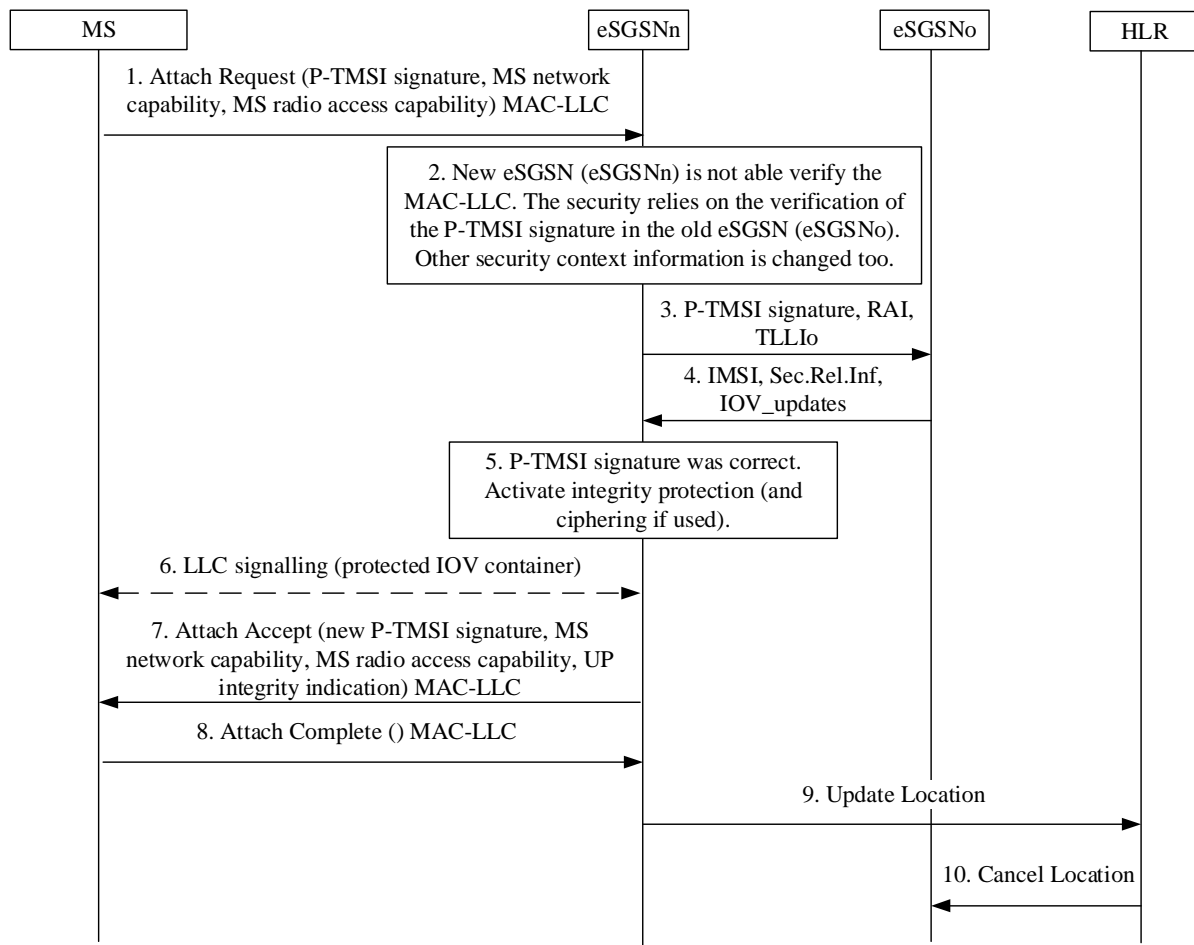 MS
eSGSNn
eSGSNo
HLR
1. Attach Request (P-TMSI signature, MS network
capability, MS radio access capability) MAC-LLC
2. New eSGSN (eSGSNn) is not able verify the
MAC-LLC. The security relies on the verification of
the P-TMSI signature in the old eSGSN (eSGSNo).
Other security context information is changed too.
3. P-TMSI signature, RAI,
TLLIo
4. IMSI, Sec.Rel.Inf,
IOV_updates
5. P-TMSI signature was correct.
Activate integrity protection (and
ciphering if used).
6. LLC signalling (protected IOV container)
7. Attach Accept (new P-TMSI signature, MS
network capability, MS radio access capability, UP
integrity indication) MAC-LLC
8. Attach Complete () MAC-LLC
9. Update Location
10. Cancel Location